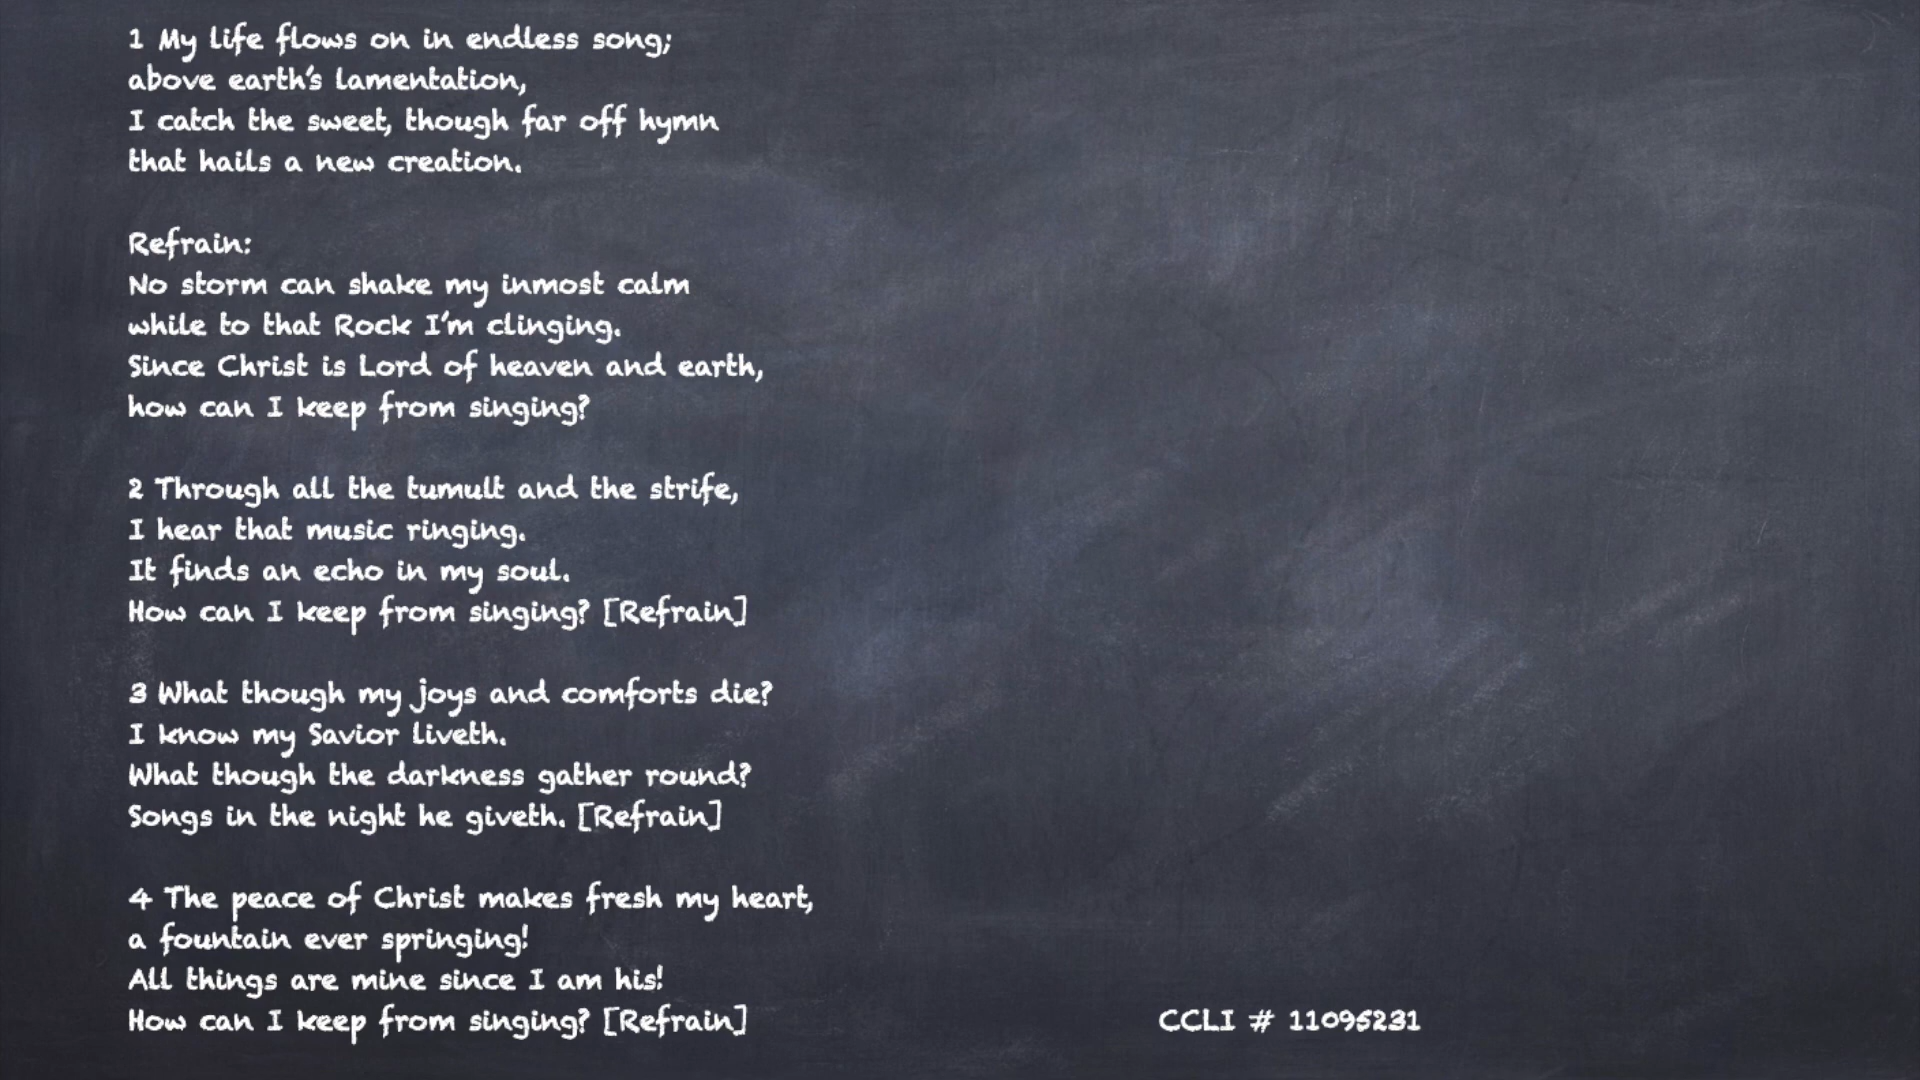 1 My life flows on in endless song;
above earth's lamentation,
I catch the sweet, though far off hymn
that hails a new creation.
Refrain:
No storm can shake my inmost calm
while to that Rock I'm clinging.
Since Christ is Lord of heaven and earth,
how can I keep from singing?
2 Through all the tumult and the strife,
I hear that music ringing.
It finds an echo in my soul.
How can I keep from singing? [Refrain]
3 What though my joys and comforts die?
I know my Savior liveth.
What though the darkness gather round?
Songs in the night he giveth. [Refrain]
4 The peace of Christ makes fresh my heart,
a fountain ever springing!
All things are mine since I am his!
How can I keep from singing? [Refrain]
CCLI # 11095231